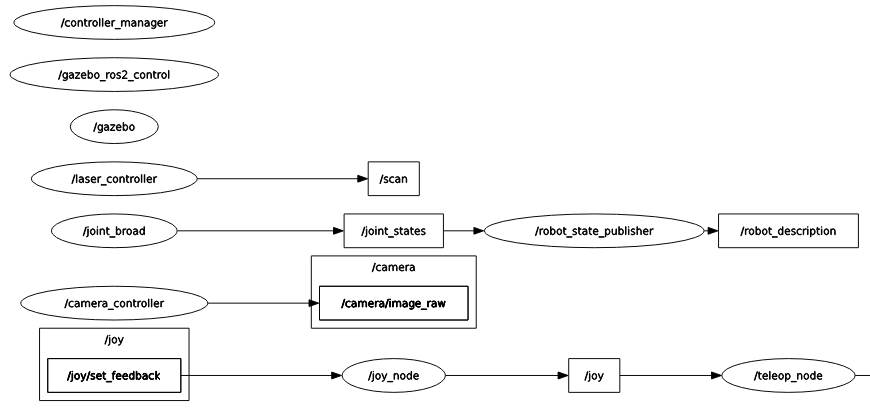 /controller_manager
/gazebo_ros2_control
/gazebo
/laser_controller
/scan
/joint_broad
/joint_states
/robot_state_publisher
/robot_description
/camera
/camera_controller
/camera/image_raw
/joy
/joy/set_feedback
/joy_node
/joy
/teleop_node